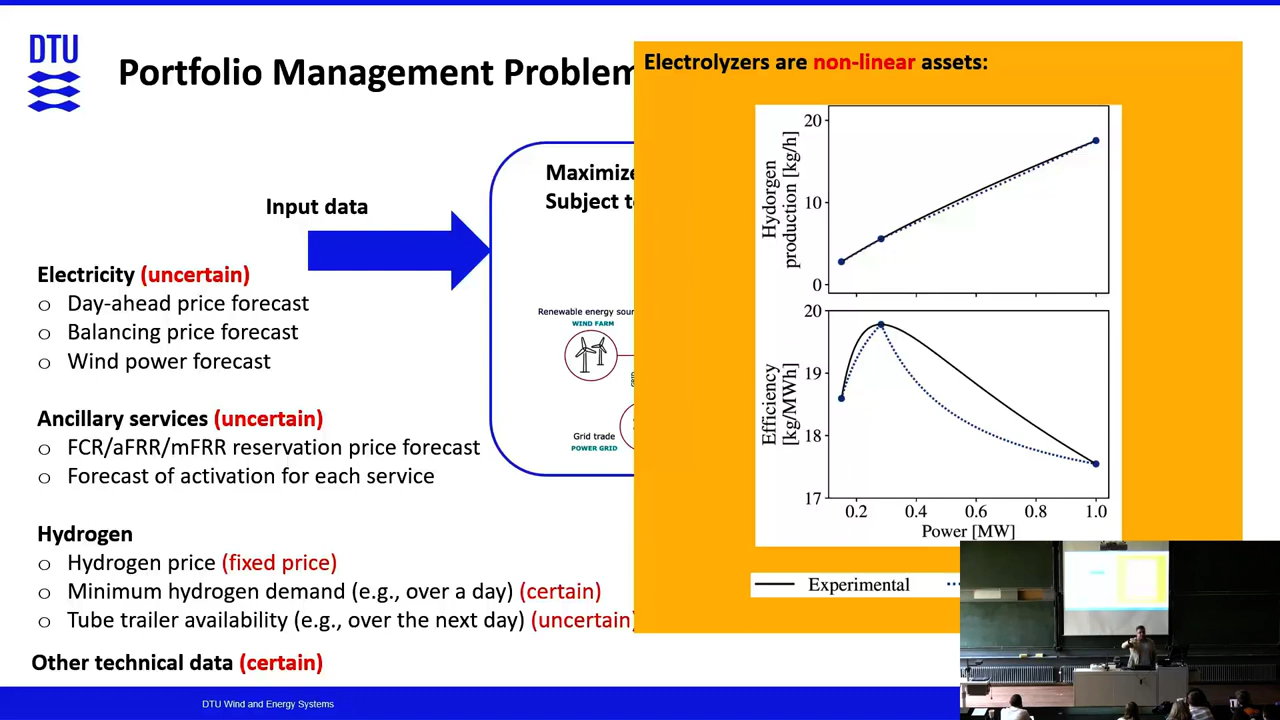 DTU
Portfolio Management Problem
Input data
Electricity (uncertain)
o Day-ahead price forecast
o Balancing price forecast
o Wind power forecast
Ancillary services (uncertain)
o FCR/aFRR/mFRR reservation price forecast
o Forecast of activation for each service
Hydrogen
o Hydrogen price (fixed price)
o Minimum hydrogen demand (e.g., over a day) (certain)
o Tube trailer availability (e.g., over the next day) (uncertain)
Other technical data (certain)
Maximize
Subject to
Renewable energy sour
WIND FARM
GRID
Grid trade
POWER GRID
Electrolyzers are non-linear assets:
Hydorgen
production [kg/h]
20
10
0
Efficiency
[kg/MWh]
20
19
18
17
0.2 0.4 0.6 0.8 1.0
Power [MW]
Experimental
DTU Wind and Energy Systems